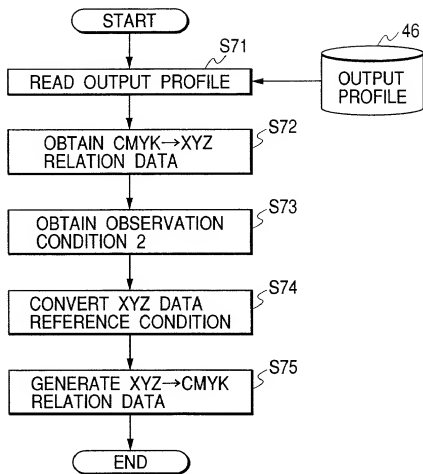 START
S71
46
READ OUTPUT PROFILE
OUTPUT
PROFILE
S72
OBTAIN CMYK→XYZ
RELATION DATA
S73
OBTAIN OBSERVATION
CONDITION 2
S74
CONVERT XYZ DATA
REFERENCE CONDITION
S75
GENERATE XYZ→CMYK
RELATION DATA
END